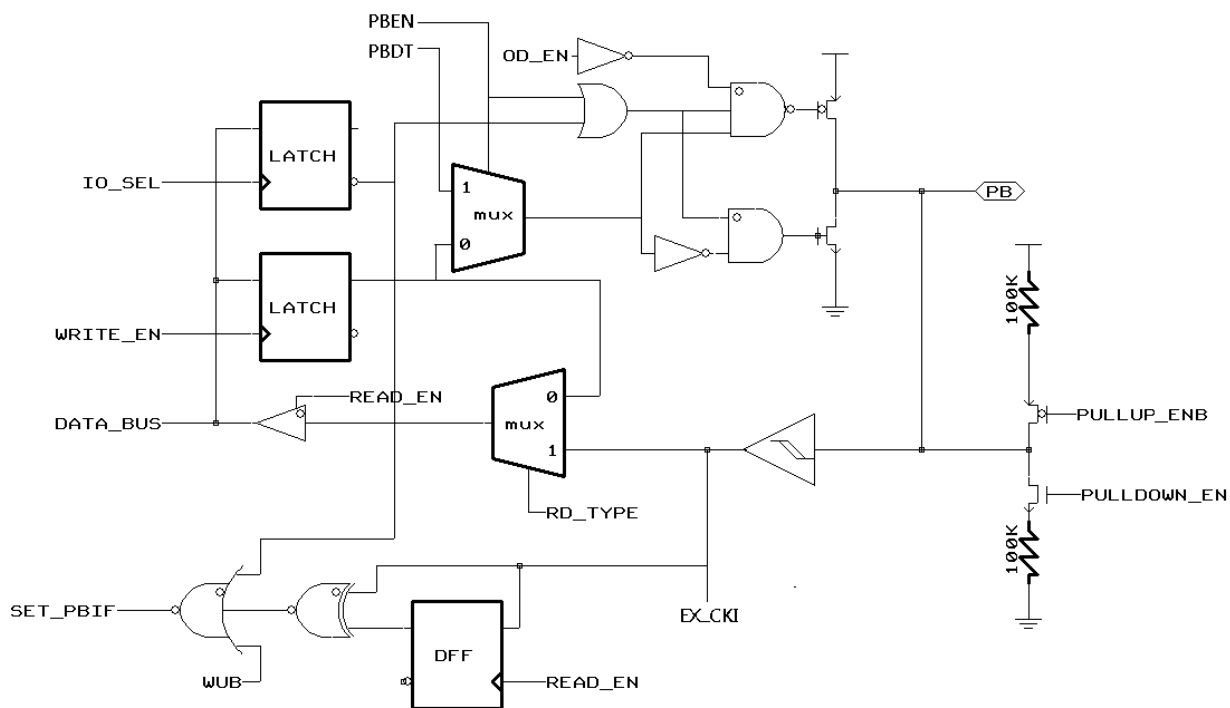 PBEN
PBDT
OD_EN
LATCH
IO_SEL
1
mux
0
PB
LATCH
WRITE_EN
100K
READ_EN
0
DATA_BUS
mux
1
PULLUP_ENB
PULLDOWN_EN
RD_TYPE
100K
SET_PBIF
EX_CKI
DFF
WUB
READ_EN